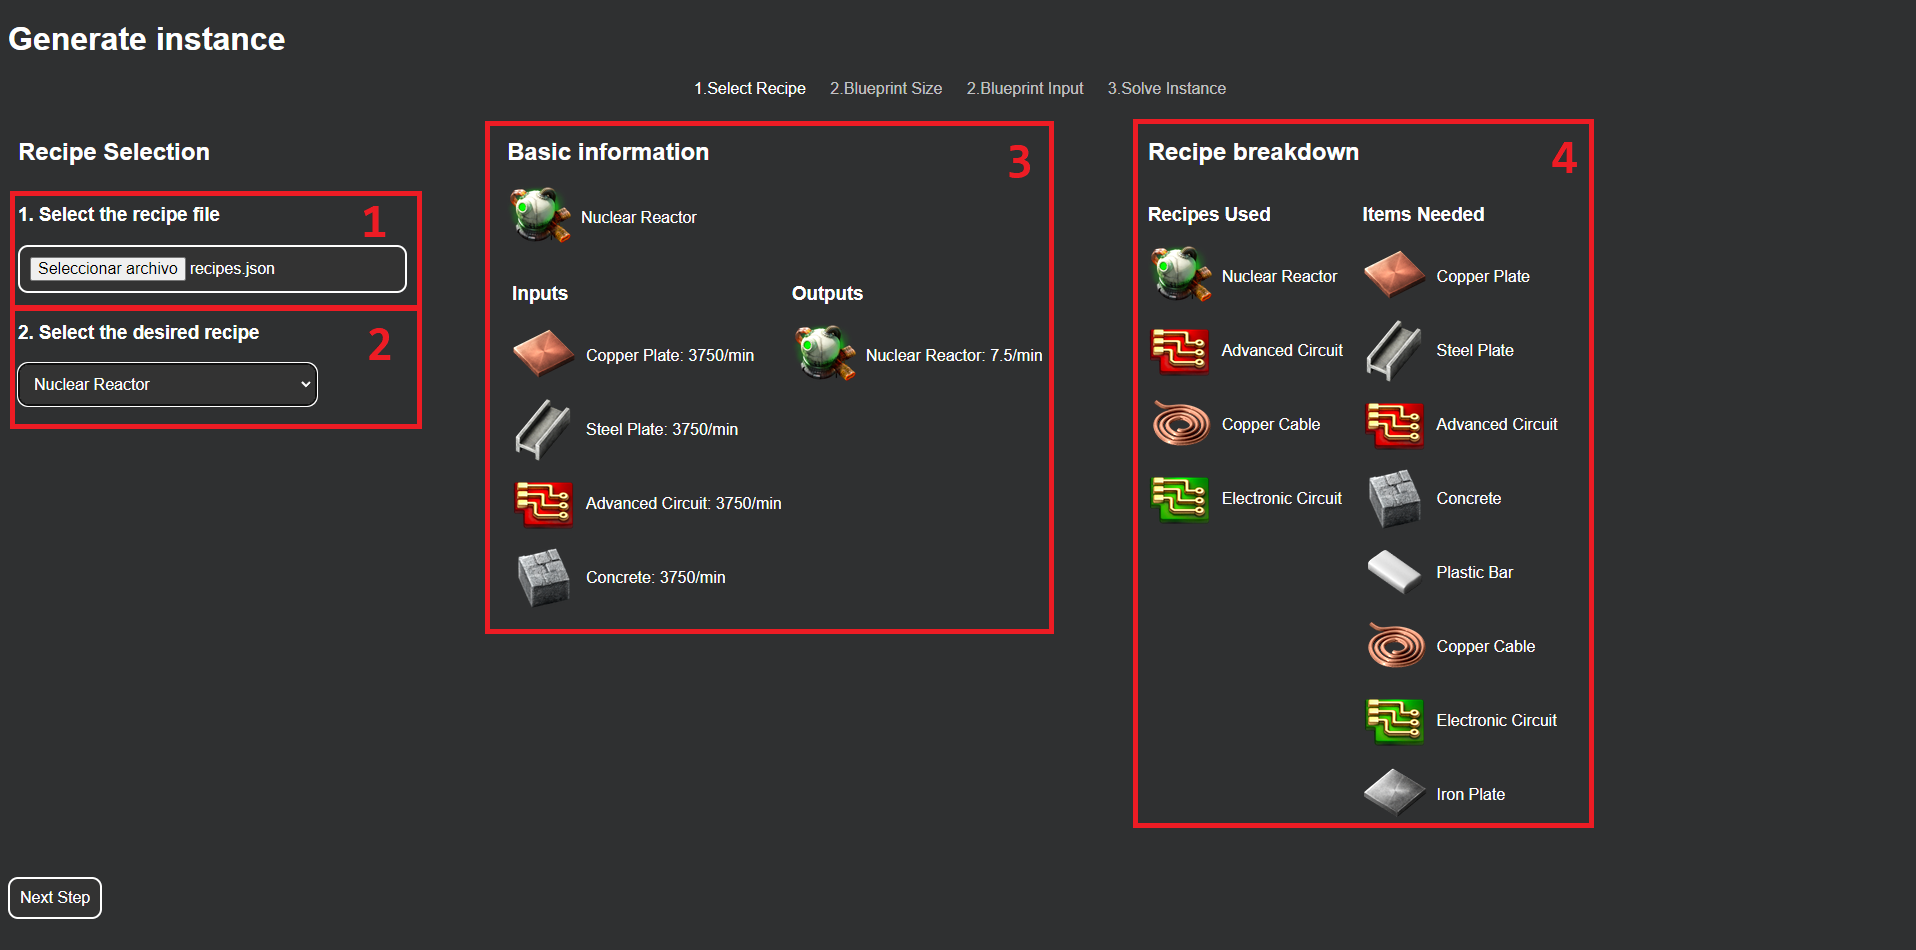 Generate instance
1.Select Recipe 2.Blueprint Size 2.Blueprint Input 3.Solve Instance
Recipe Selection
1. Select the recipe file
1
Seleccionar archivo recipes.json
2. Select the desired recipe
2
Nuclear Reactor
Basic information
3
Nuclear Reactor
Inputs
Copper Plate: 3750/min
Steel Plate: 3750/min
Advanced Circuit: 3750/min
Concrete: 3750/min
Outputs
Nuclear Reactor: 7.5/min
Recipe breakdown
4
Recipes Used
Nuclear Reactor
Advanced Circuit
Copper Cable
Electronic Circuit
Items Needed
Copper Plate
Steel Plate
Advanced Circuit
Concrete
Plastic Bar
Copper Cable
Electronic Circuit
Iron Plate
Next Step